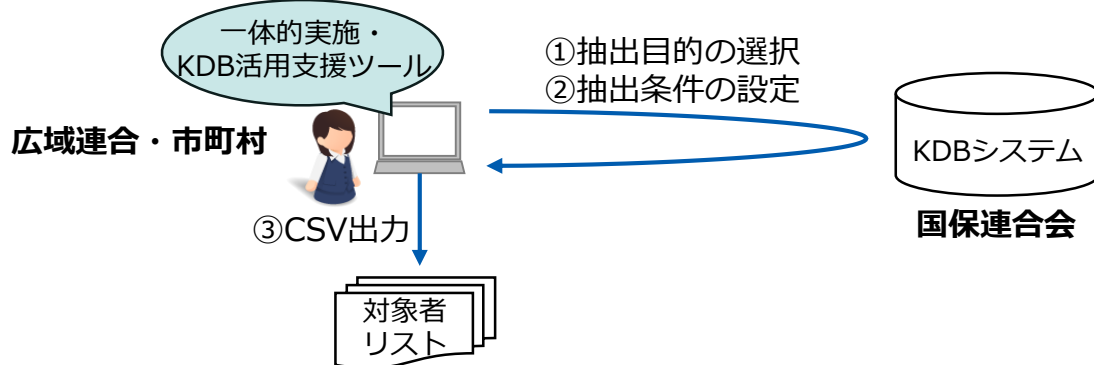 一体的実施・
KDB活用支援ツール
①抽出目的の選択
②抽出条件の設定
広域連合・市町村
KDBシステム
国保連合会
③CSV出力
対象者
リスト